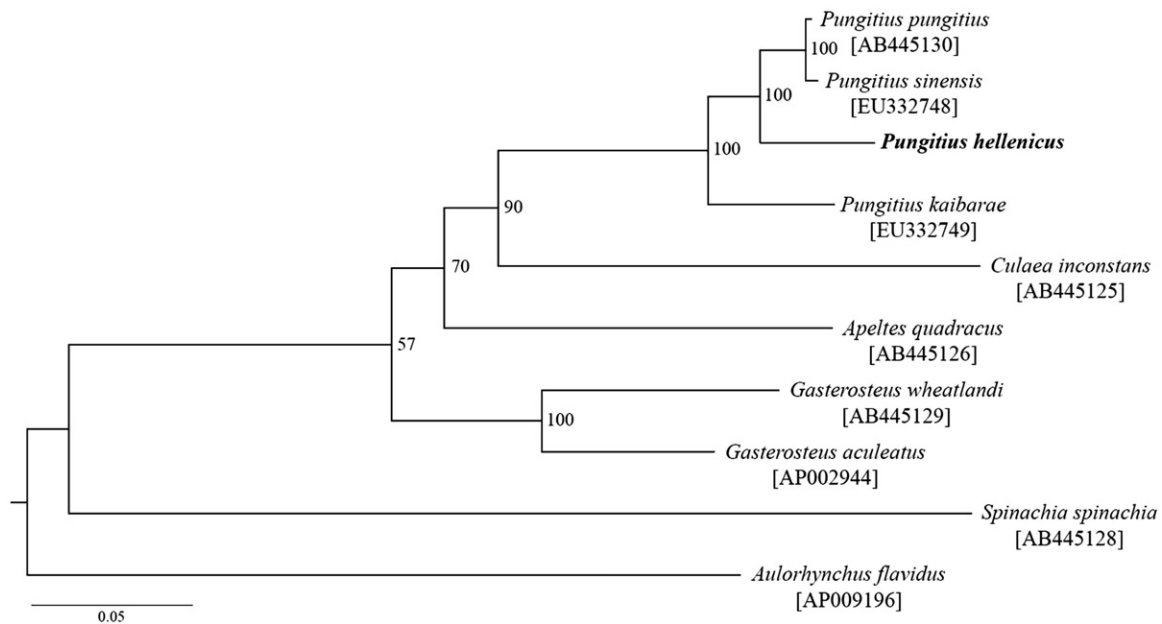 Pungitius pungitius
[AB445130]
100
Pungitius sinensis
[EU332748]
100
Pungitius hellenicus
100
Pungitius kaibarae
[EU332749]
90
Culaea inconstans
[AB445125]
70
Apeltes quadracus
[AB445126]
57
Gasterosteus wheatlandi
[AB445129]
100
Gasterosteus aculeatus
[AP002944]
Spinachia spinachia
[AB445128]
Aulorhynchus flavidus
[AP009196]
0.05